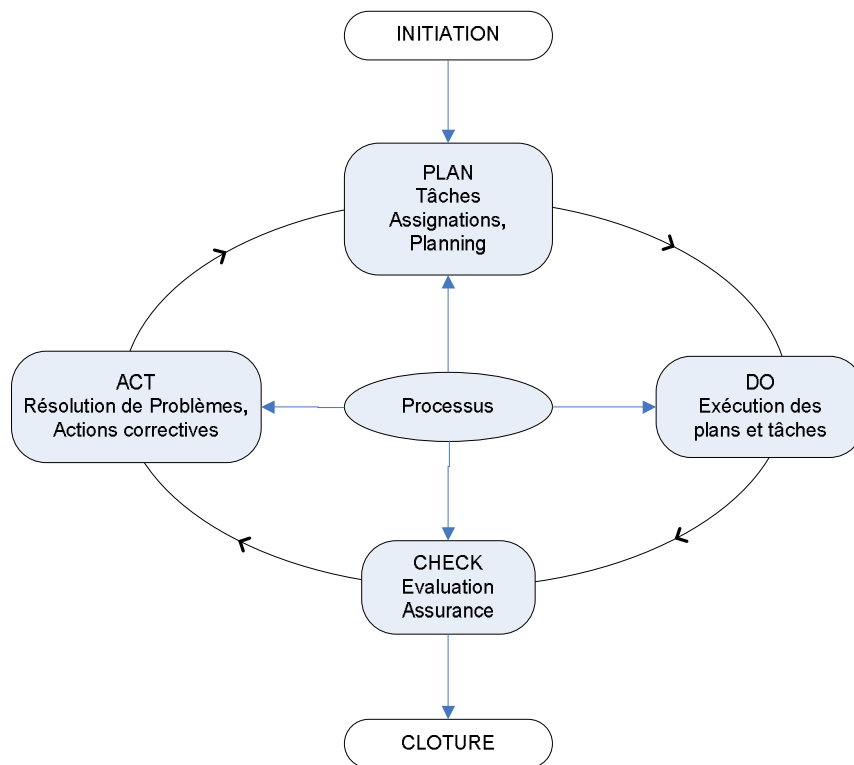 INITIATION
PLAN
Tâches
Assignations,
Planning
ACT
Résolution de Problèmes,
Actions correctives
Processus
DO
Exécution des
plans et tâches
CHECK
Evaluation
Assurance
CLOTURE